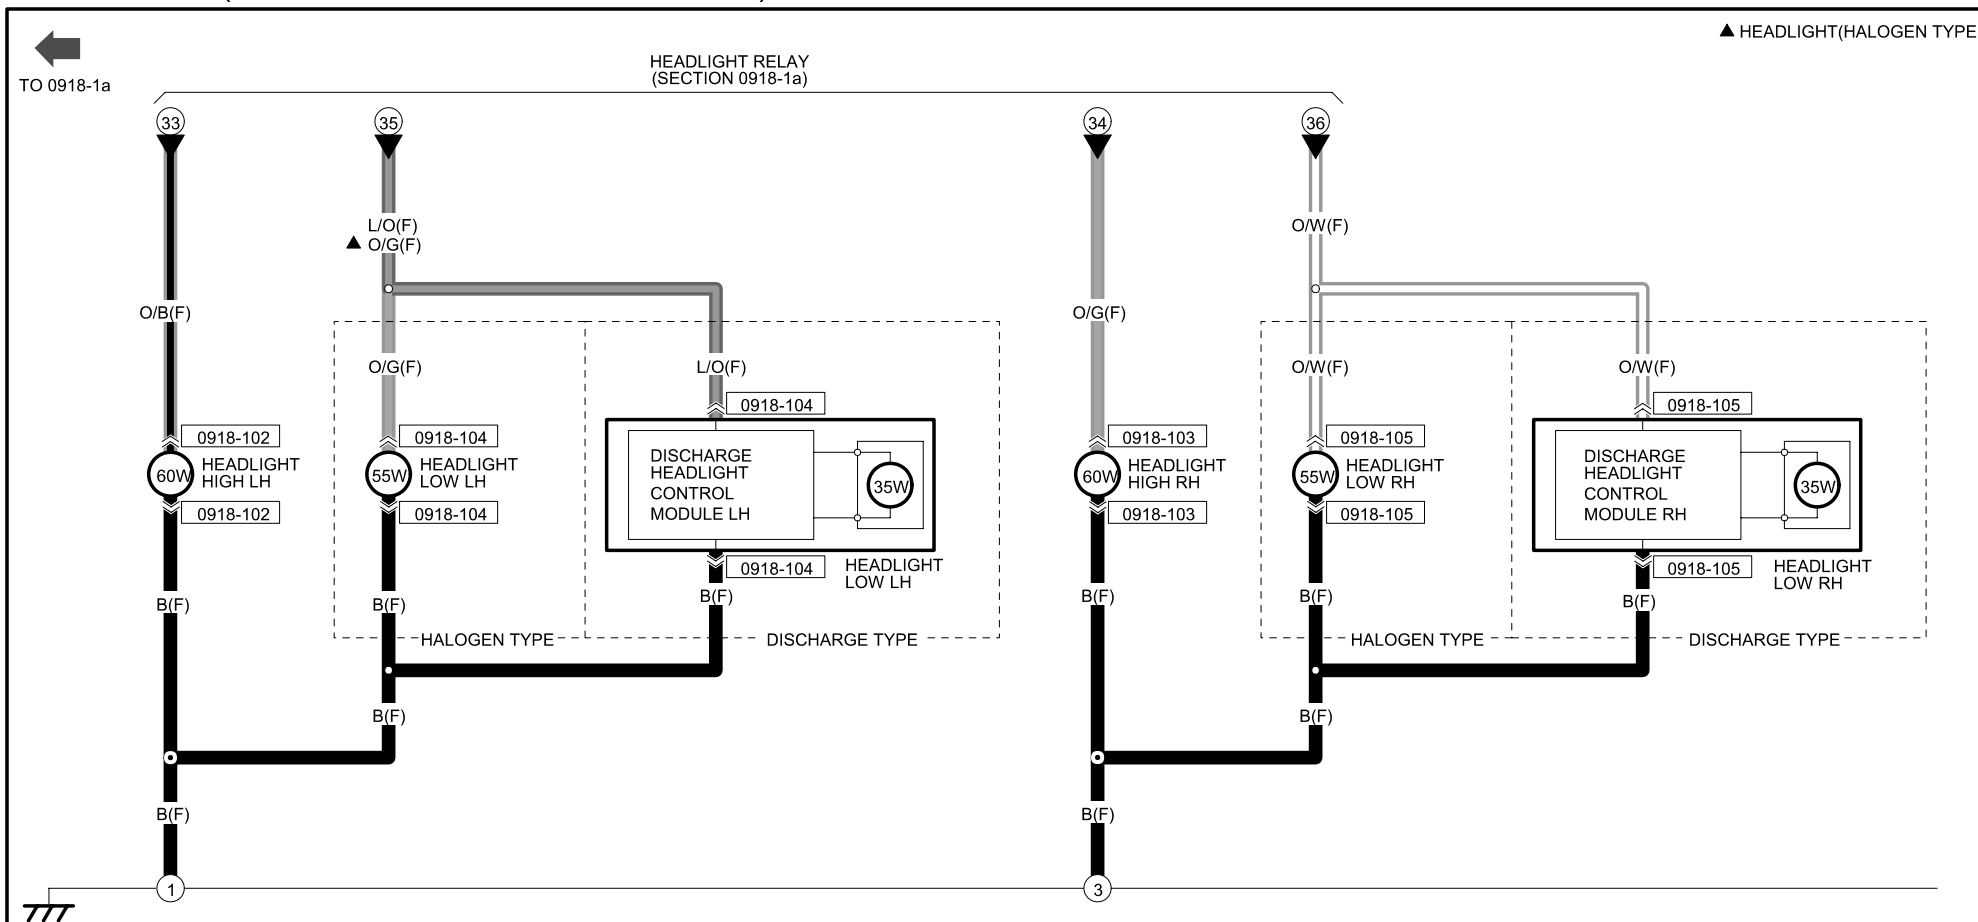 ▲ HEADLIGHT(HALOGEN TYPE
TO 0918-1a
HEADLIGHT RELAY
(SECTION 0918-1a)
33
35
34
36
L/O(F)
▲ O/G(F)
O/W(F)
O/B(F)
O/G(F)
O/G(F)
L/O(F)
O/W(F)
O/W(F)
0918-104
0918-105
0918-102
0918-104
0918-103
0918-105
60W
HEADLIGHT
HIGH LH
55W
HEADLIGHT
LOW LH
DISCHARGE
HEADLIGHT
CONTROL
MODULE LH
35W
60W
HEADLIGHT
HIGH RH
55W
HEADLIGHT
LOW RH
DISCHARGE
HEADLIGHT
CONTROL
MODULE RH
35W
0918-102
0918-104
0918-103
0918-105
0918-104
HEADLIGHT
LOW LH
0918-105
HEADLIGHT
LOW RH
B(F)
B(F)
B(F)
B(F)
B(F)
B(F)
HALOGEN TYPE
DISCHARGE TYPE
HALOGEN TYPE
DISCHARGE TYPE
B(F)
B(F)
B(F)
B(F)
1
3